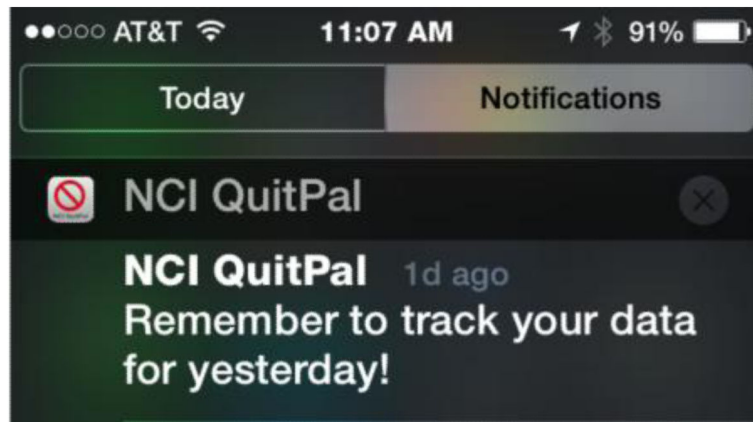 AT&T 11:07 AM 91%
Today Notifications
NCI QuitPal
NCI QuitPal 1d ago
Remember to track your data
for yesterday!